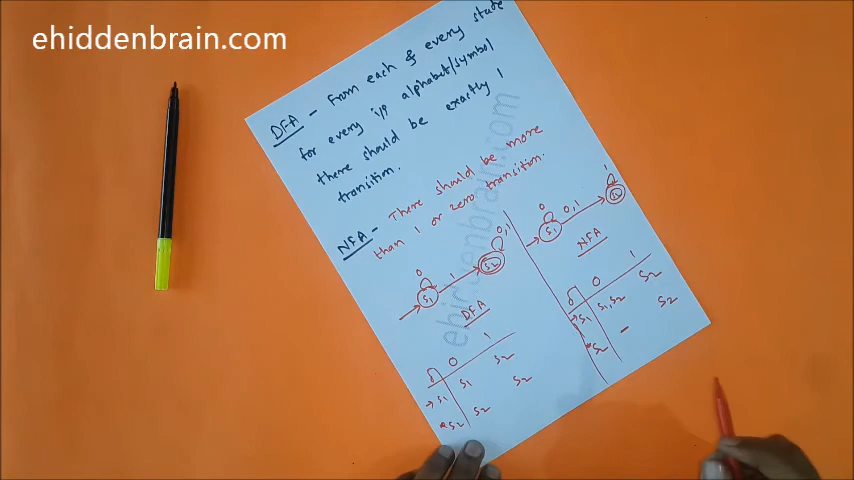 ehiddenbrain.com
DFA - From each & every state
for every i/p alphabet/symbol
there should be exactly 1
transition.
NFA - There should be more
than 1 or zero transition.
0 1 0,1
S1 S2
DFA
δ 0 1
→S1 S1 S2
*S2 S2 S2
0 0,1 1
S1 S2
NFA
δ 0 1
→S1 S1,S2 S2
*S2 - S2
ehiddenbrain.com